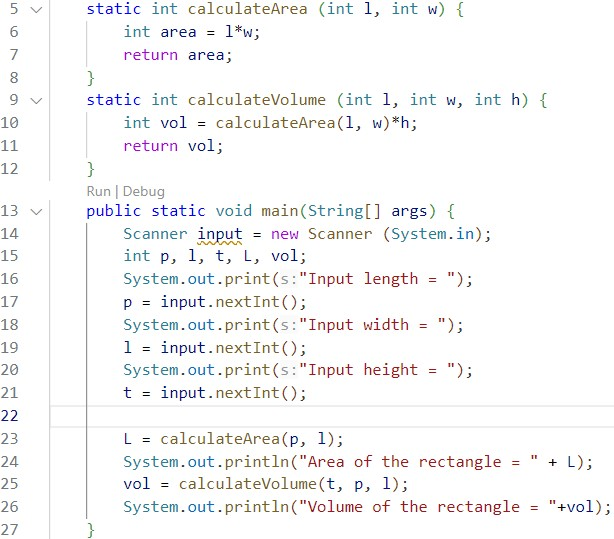 5 static int calculateArea (int l, int w) {
6 int area = l*w;
7 return area;
8 }
9 static int calculateVolume (int l, int w, int h) {
10 int vol = calculateArea(l, w)*h;
11 return vol;
12 }
Run | Debug
13 public static void main(String[] args) {
14 Scanner input = new Scanner (System.in);
15 int p, l, t, L, vol;
16 System.out.print(s:"Input length = ");
17 p = input.nextInt();
18 System.out.print(s:"Input width = ");
19 l = input.nextInt();
20 System.out.print(s:"Input height = ");
21 t = input.nextInt();
22
23 L = calculateArea(p, l);
24 System.out.println("Area of the rectangle = " + L);
25 vol = calculateVolume(t, p, l);
26 System.out.println("Volume of the rectangle = "+vol);
27 }